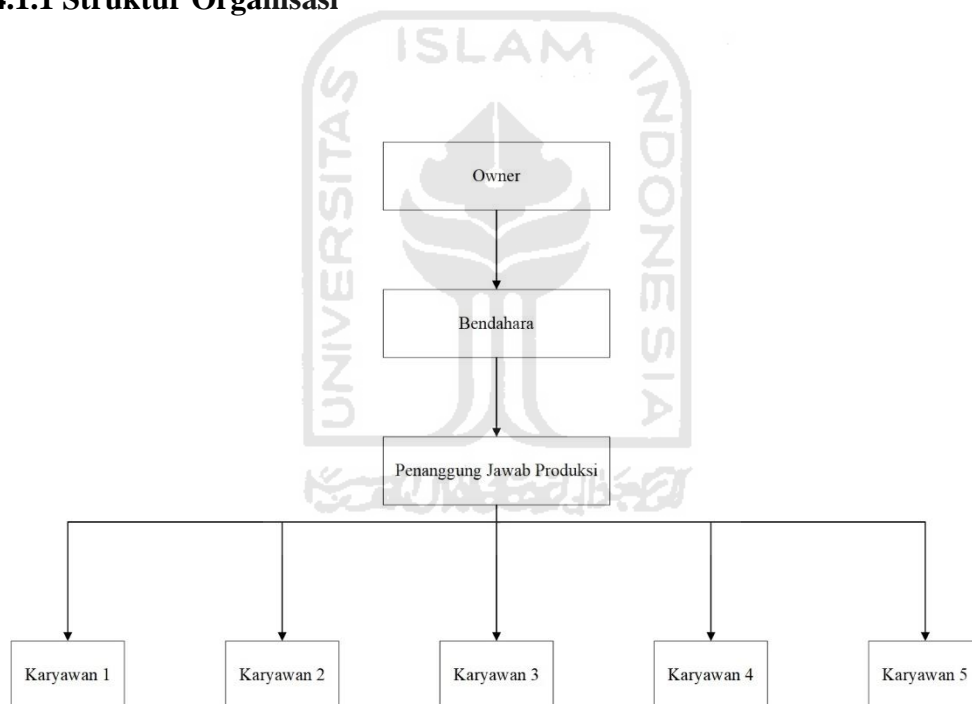 4.1.1 Struktur Organisasi
ISLAM
UNIVERSITAS
INDONESIA
Owner
Bendahara
Penanggung Jawab Produksi
Karyawan 1
Karyawan 2
Karyawan 3
Karyawan 4
Karyawan 5